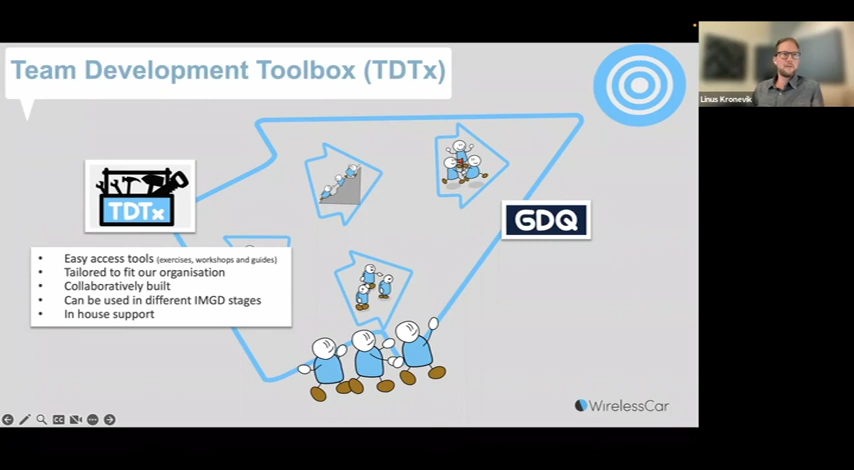 Team Development Toolbox (TDTx)
Linus Kronevik
TDTx
GDQ
• Easy access tools (exercises, workshops and guides)
• Tailored to fit our organisation
• Collaboratively built
• Can be used in different IMGD stages
• In house support
WirelessCar